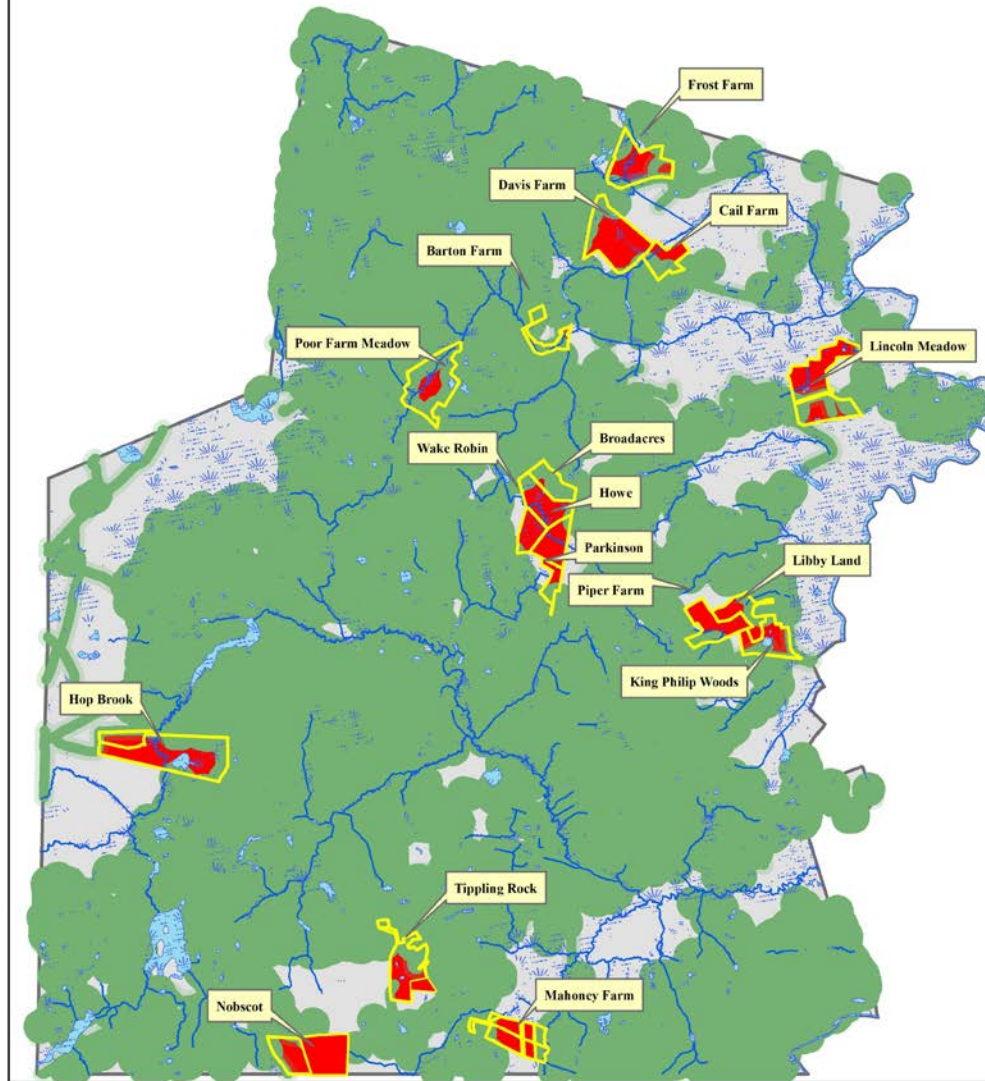 Frost Farm
Davis Farm
Cail Farm
Barton Farm
Poor Farm Meadow
Lincoln Meadow
Wake Robin
Broadacres
Howe
Parkinson
Piper Farm
Libby Land
King Philip Woods
Hop Brook
Tippling Rock
Nobscot
Mahoney Farm